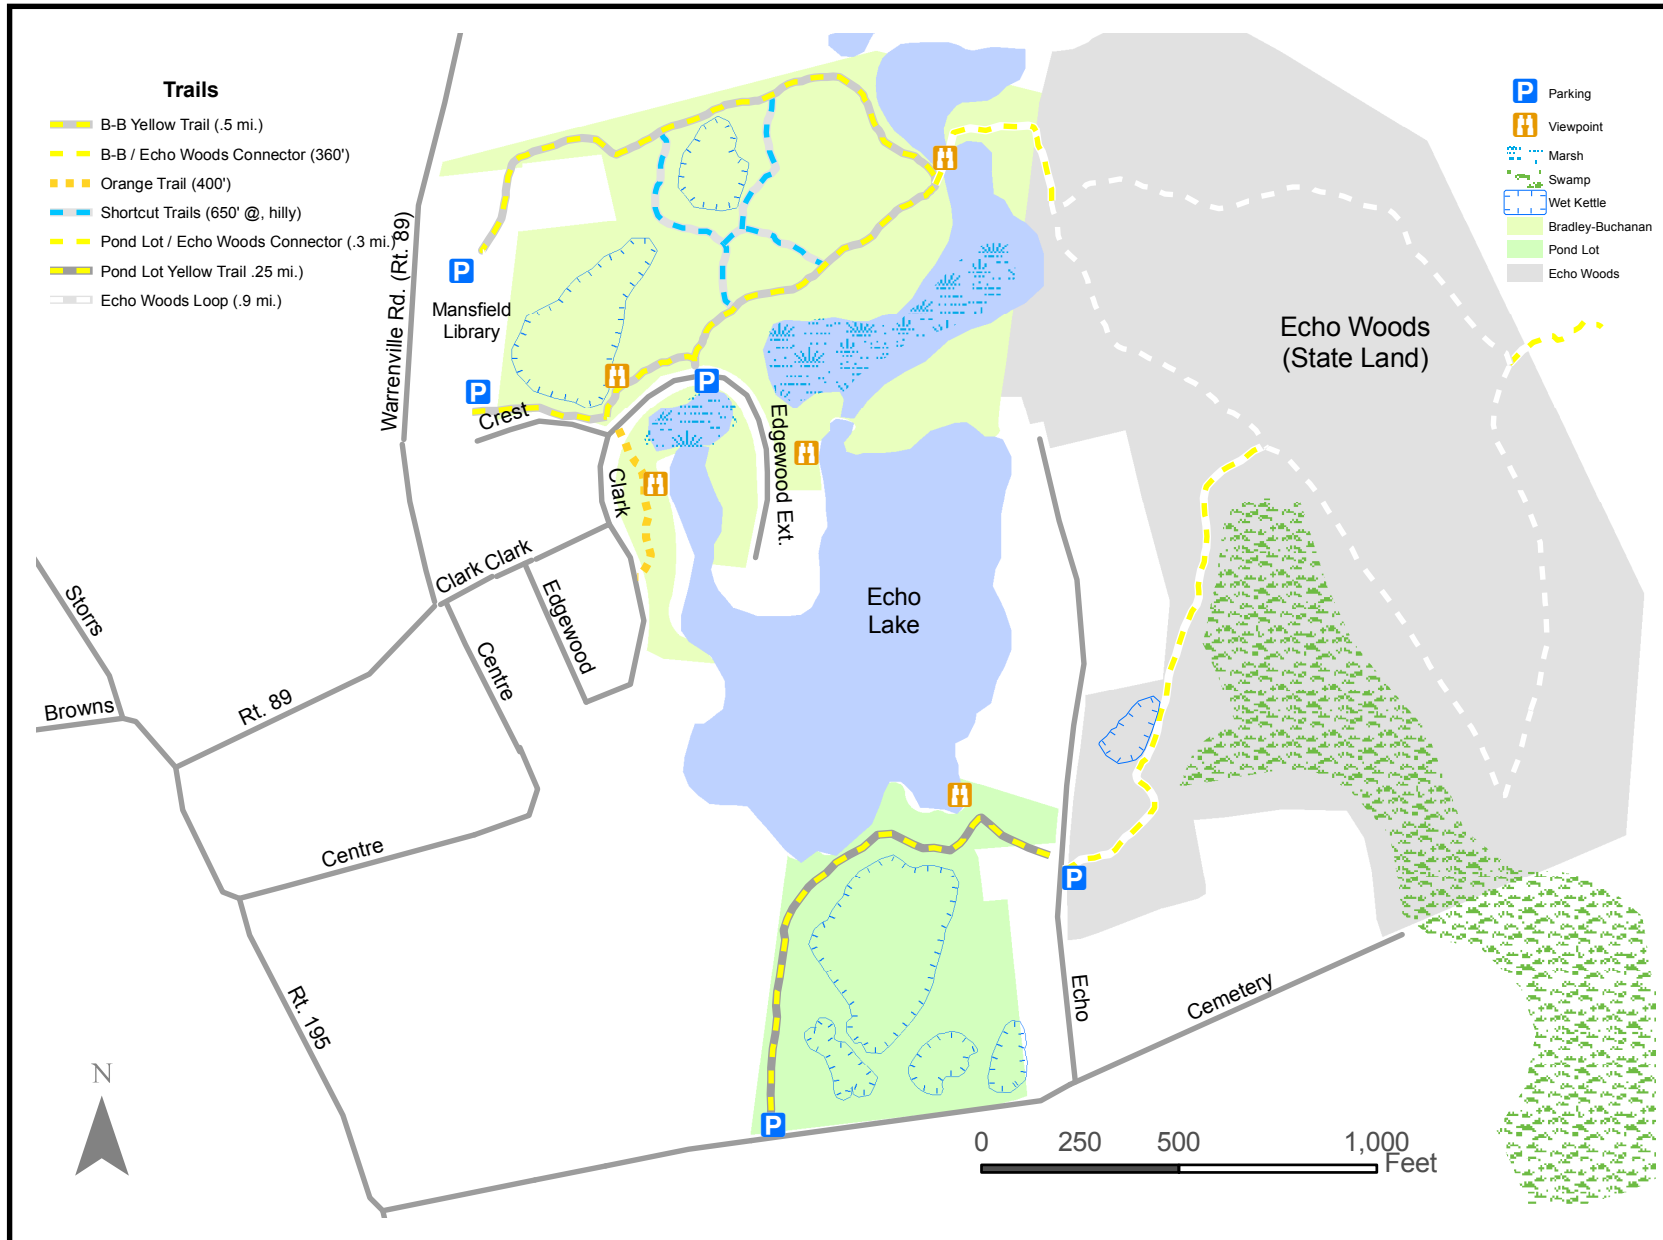 Trails
B-B Yellow Trail (.5 mi.)
B-B / Echo Woods Connector (360')
Orange Trail (400')
Shortcut Trails (650' @, hilly)
Pond Lot / Echo Woods Connector (.3 mi.)
Pond Lot Yellow Trail .25 mi.)
Echo Woods Loop (.9 mi.)
P Parking
Viewpoint
Marsh
Swamp
Wet Kettle
Bradley-Buchanan
Pond Lot
Echo Woods
Warrenville Rd. (Rt. 89)
P
Mansfield
Library
P
Crest
P
Edgewood Ext.
Clark
Clark Clark
Edgewood
Centre
Echo Woods
(State Land)
Echo
Lake
Storrs
Browns
Rt. 89
Centre
Rt. 195
P
Echo
Cemetery
P
N
0 250 500 1,000
Feet